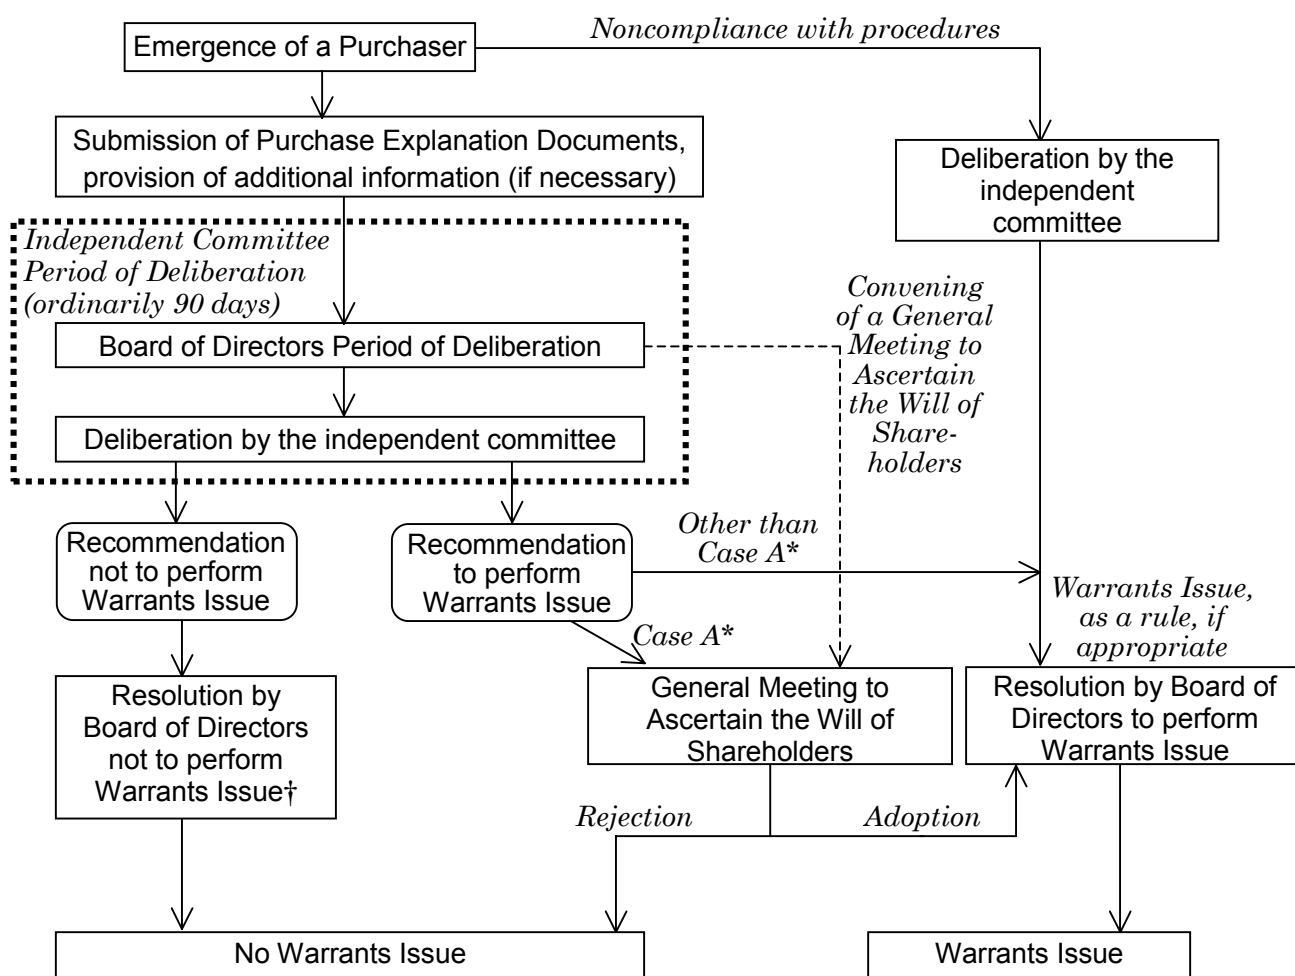 Emergence of a Purchaser
Noncompliance with procedures
Submission of Purchase Explanation Documents,
provision of additional information (if necessary)
Deliberation by the
independent
committee
Independent Committee
Period of Deliberation
(ordinarily 90 days)
Convening
of a General
Meeting to
Ascertain
the Will of
Share-
holders
Board of Directors Period of Deliberation
Deliberation by the independent committee
Recommendation
not to perform
Warrants Issue
Recommendation
to perform
Warrants Issue
Other than
Case A*
Case A*
Warrants Issue,
as a rule, if
appropriate
Resolution by
Board of Directors
not to perform
Warrants Issue†
General Meeting to
Ascertain the Will of
Shareholders
Resolution by Board of
Directors to perform
Warrants Issue
Rejection
Adoption
No Warrants Issue
Warrants Issue